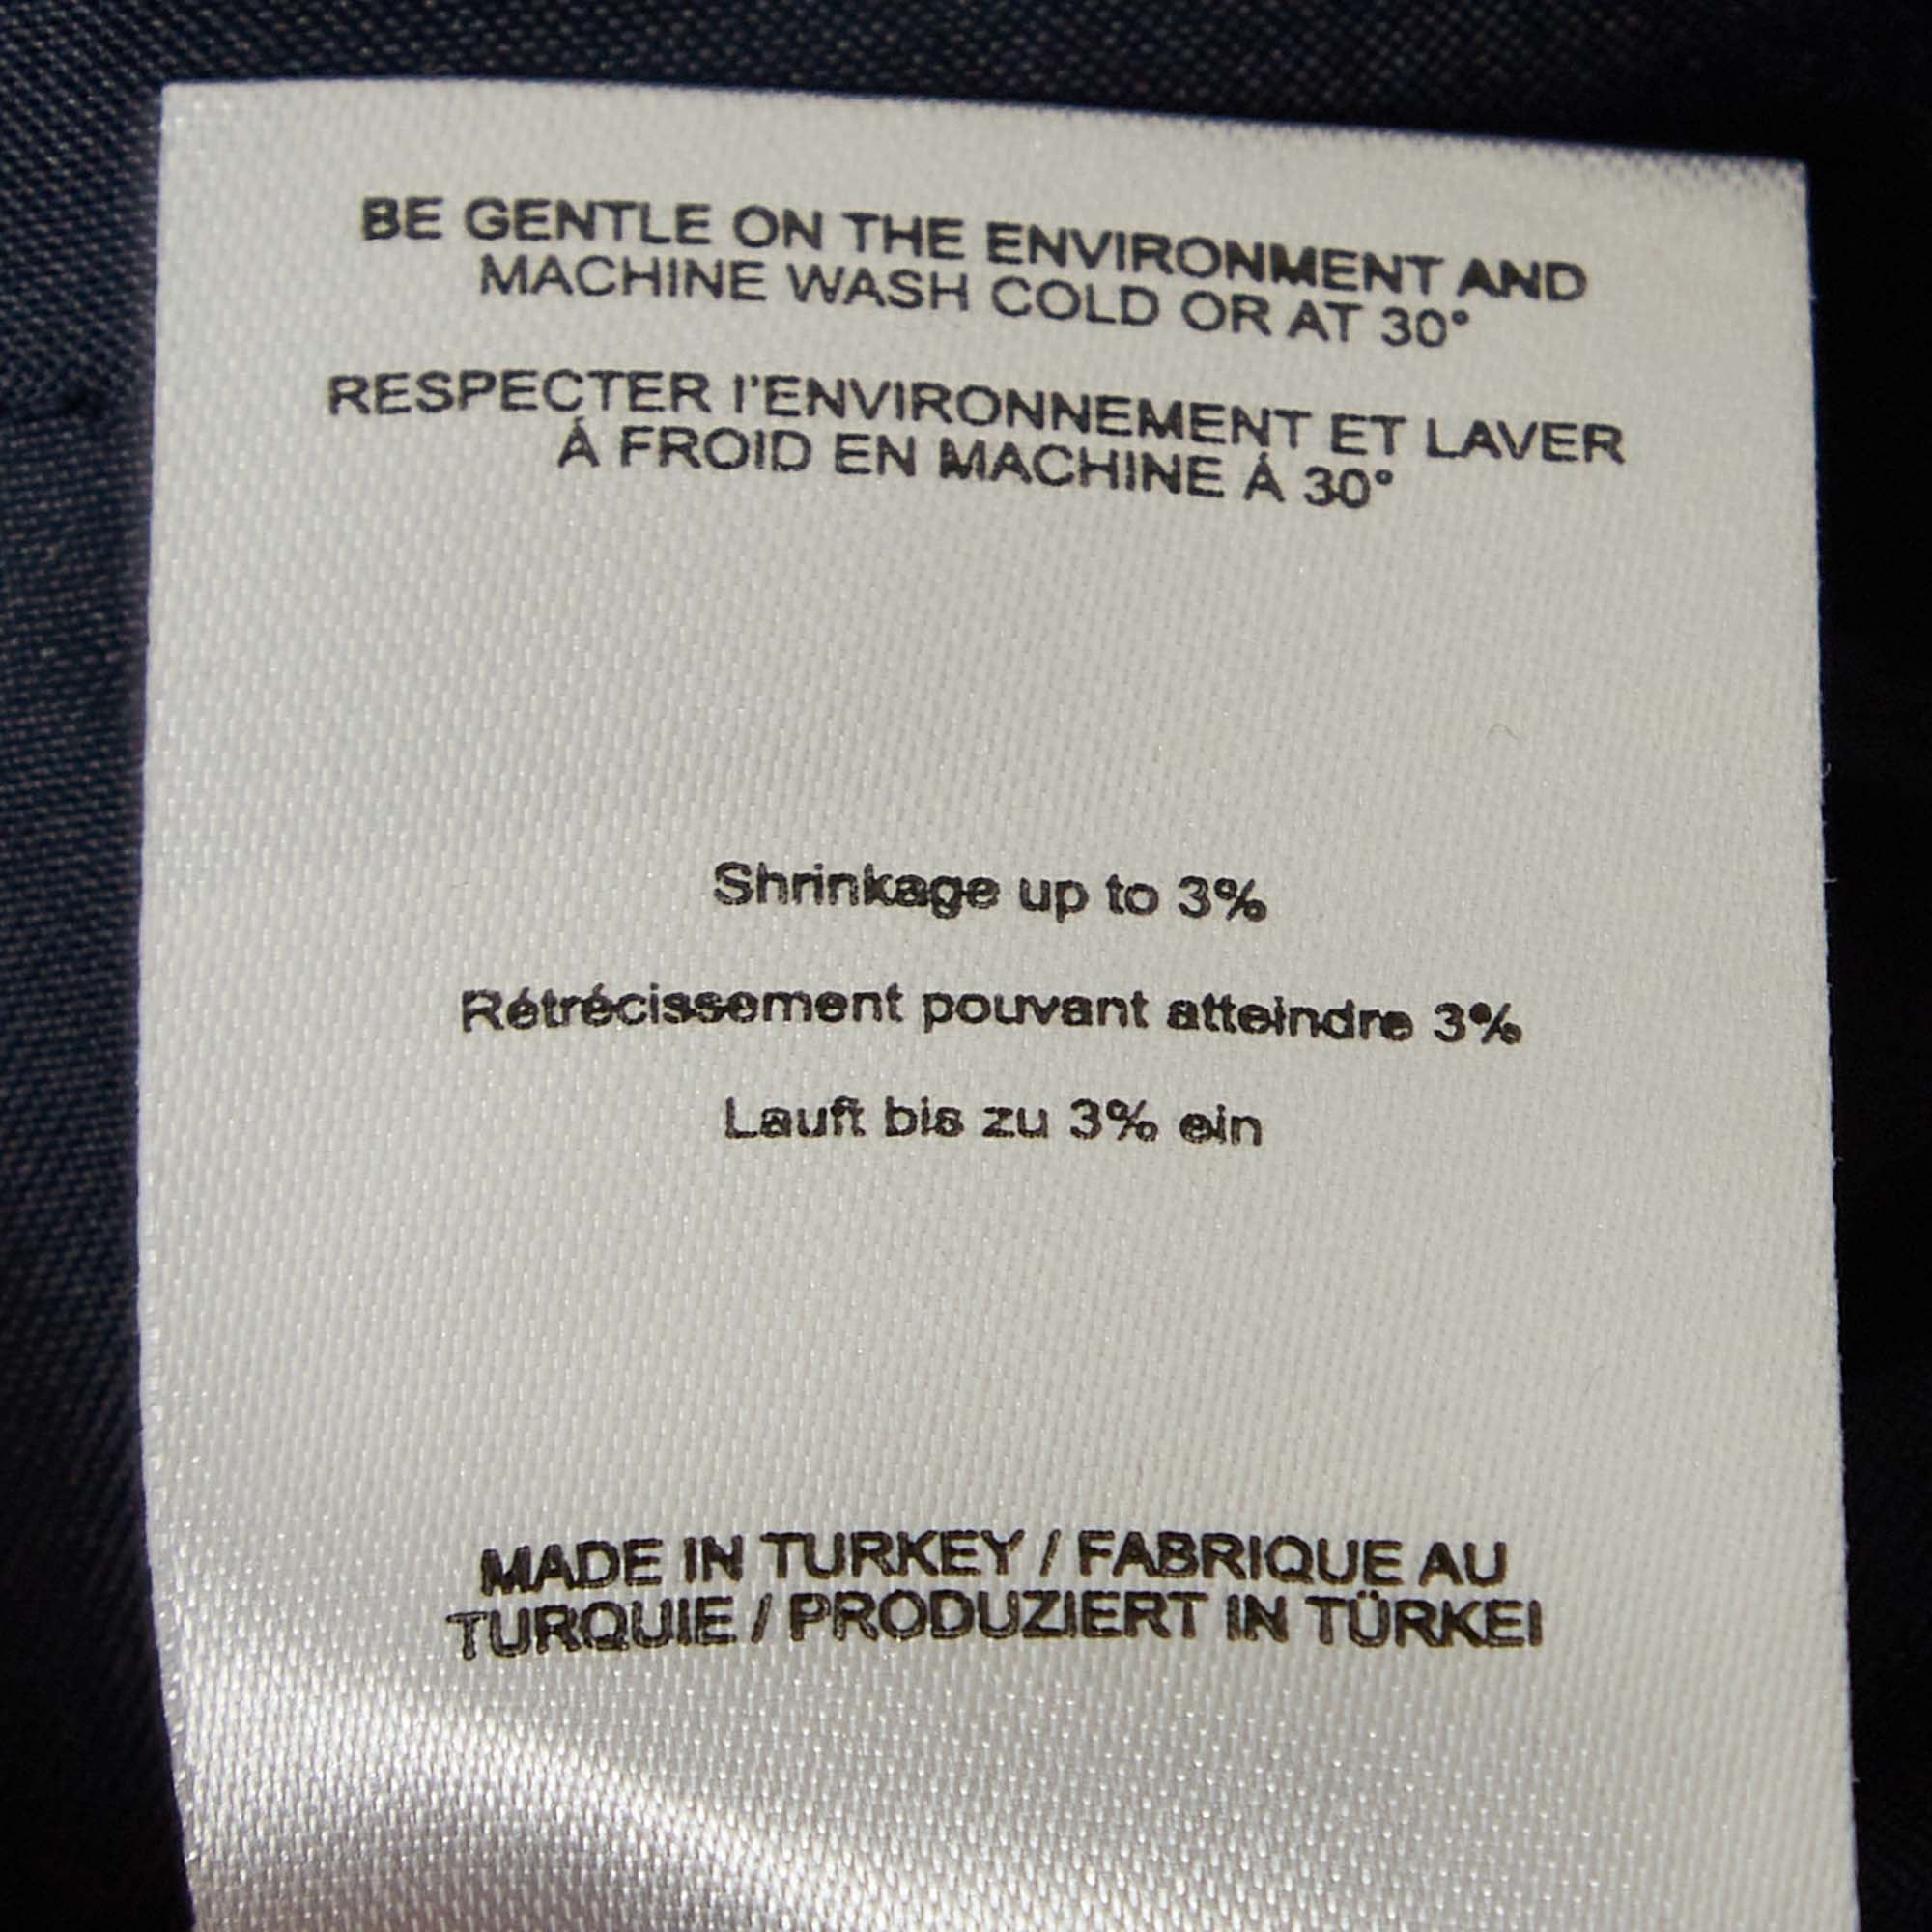 BE GENTLE ON THE ENVIRONMENT AND
MACHINE WASH COLD OR AT 30°
RESPECTER l'ENVIRONNEMENT ET LAVER
Á FROID EN MACHINE Á 30°
Shrinkage up to 3%
Rétrécissement pouvant atteindre 3%
Lauft bis zu 3% ein
MADE IN TURKEY / FABRIQUE AU
TURQUIE / PRODUZIERT IN TÜRKEI